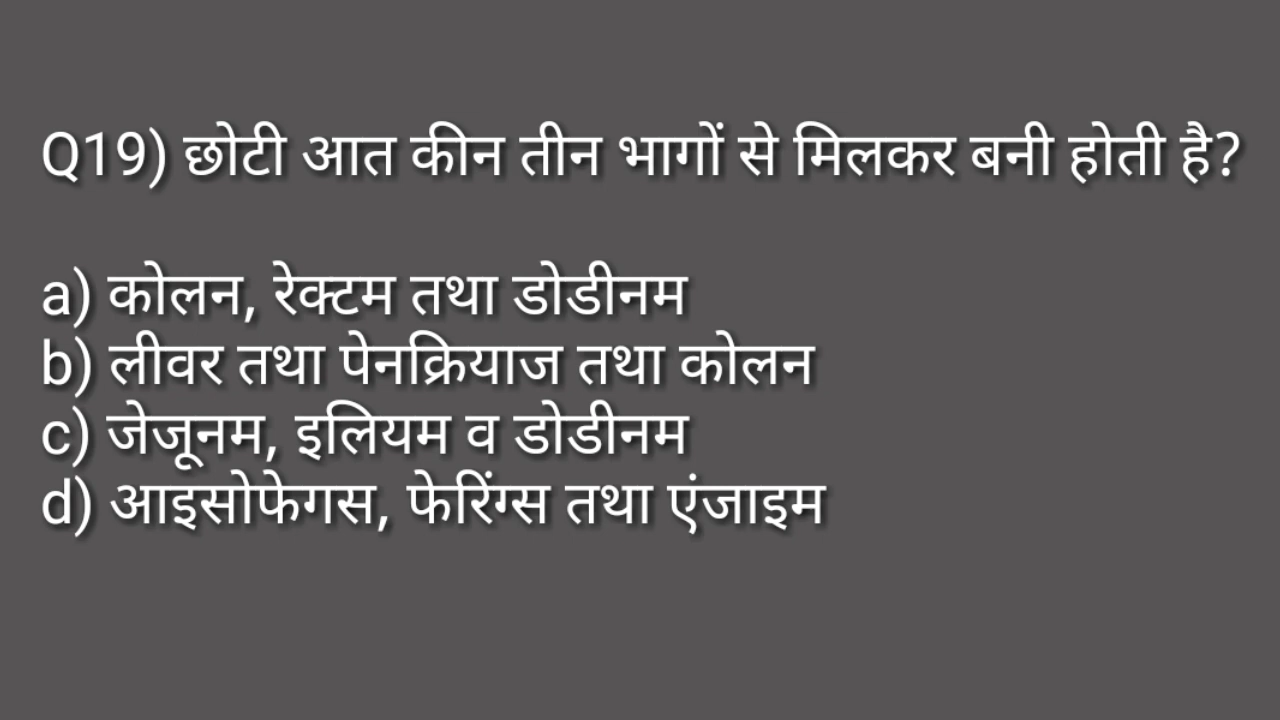 Q19) छोटी आत कीन तीन भागों से मिलकर बनी होती है?
a) कोलन, रेक्टम तथा डोडीनम
b) लीवर तथा पेनक्रियाज तथा कोलन
c) जेजूनम, इलियम व डोडीनम
d) आइसोफेगस, फेरिंग्स तथा एंजाइम